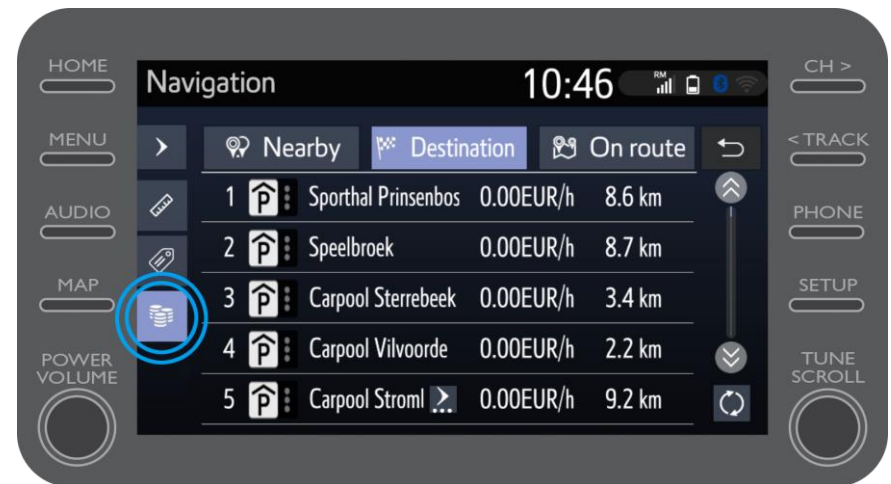 HOME
MENU
AUDIO
MAP
POWER
VOLUME
Navigation 10:46 RM
Nearby Destination On route
1 P Sporthal Prinsenbos 0.00EUR/h 8.6 km
2 P Speelbroek 0.00EUR/h 8.7 km
3 P Carpool Sterrebeek 0.00EUR/h 3.4 km
4 P Carpool Vilvoorde 0.00EUR/h 2.2 km
5 P Carpool Stroml 0.00EUR/h 9.2 km
CH >
< TRACK
PHONE
SETUP
TUNE
SCROLL